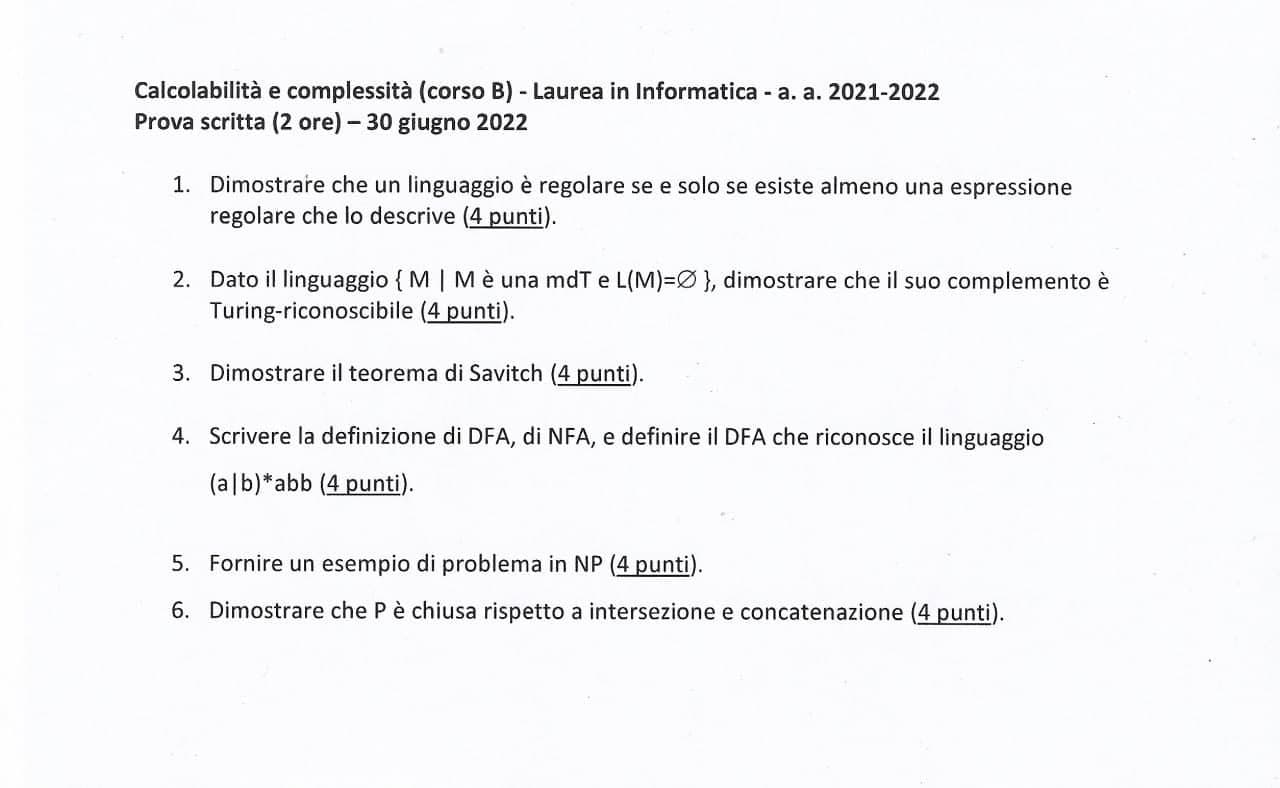 Calcolabilità e complessità (corso B) - Laurea in Informatica - a. a. 2021-2022
Prova scritta (2 ore) – 30 giugno 2022
1. Dimostrare che un linguaggio è regolare se e solo se esiste almeno una espressione
regolare che lo descrive (4 punti).
2. Dato il linguaggio { M | M è una mdT e L(M)=∅ }, dimostrare che il suo complemento è
Turing-riconoscibile (4 punti).
3. Dimostrare il teorema di Savitch (4 punti).
4. Scrivere la definizione di DFA, di NFA, e definire il DFA che riconosce il linguaggio
(a|b)*abb (4 punti).
5. Fornire un esempio di problema in NP (4 punti).
6. Dimostrare che P è chiusa rispetto a intersezione e concatenazione (4 punti).